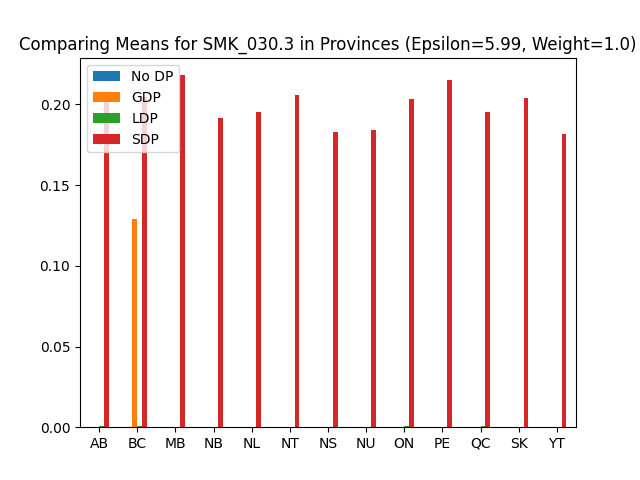 Comparing Means for SMK_030.3 in Provinces (Epsilon=5.99, Weight=1.0)
No DP
GDP
LDP
SDP
0.20
0.15
0.10
0.05
0.00
AB BC MB NB NL NT NS NU ON PE QC SK YT